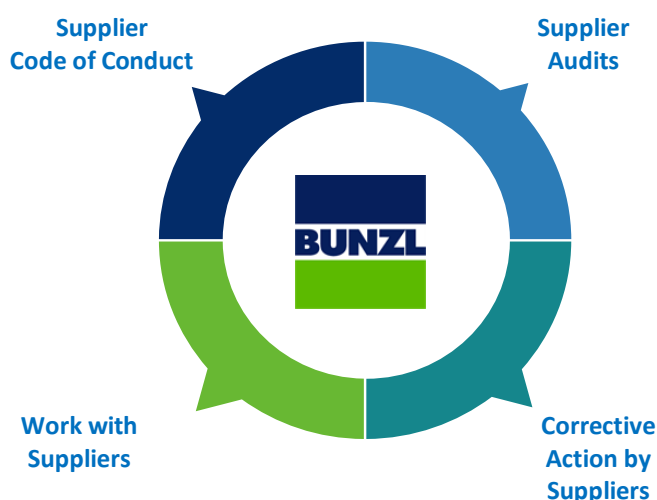 Supplier
Code of Conduct
Supplier
Audits
BUNZL
Work with
Suppliers
Corrective
Action by
Suppliers